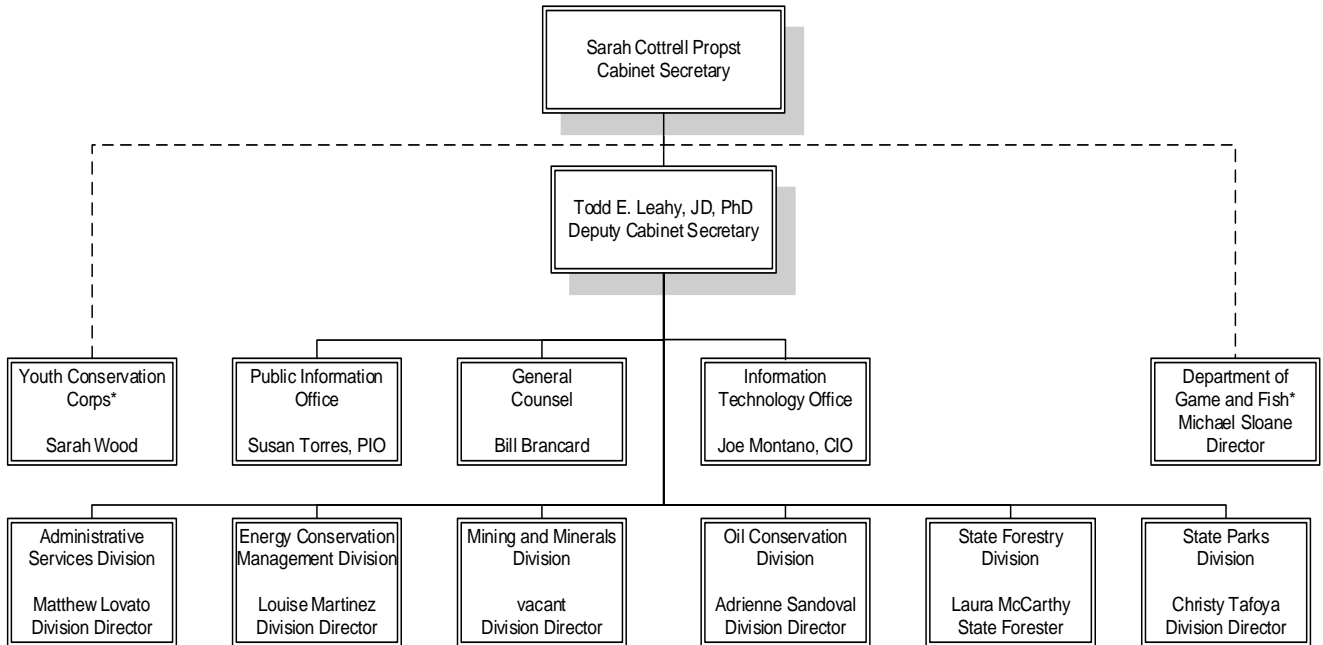 Sarah Cottrell Propst
Cabinet Secretary
Todd E. Leahy, JD, PhD
Deputy Cabinet Secretary
Youth Conservation
Corps*
Sarah Wood
Public Information
Office
Susan Torres, PIO
General
Counsel
Bill Brancard
Information
Technology Office
Joe Montano, CIO
Department of
Game and Fish*
Michael Sloane
Director
Administrative
Services Division
Matthew Lovato
Division Director
Energy Conservation
Management Division
Louise Martinez
Division Director
Mining and Minerals
Division
vacant
Division Director
Oil Conservation
Division
Adrienne Sandoval
Division Director
State Forestry
Division
Laura McCarthy
State Forester
State Parks
Division
Christy Tafoya
Division Director